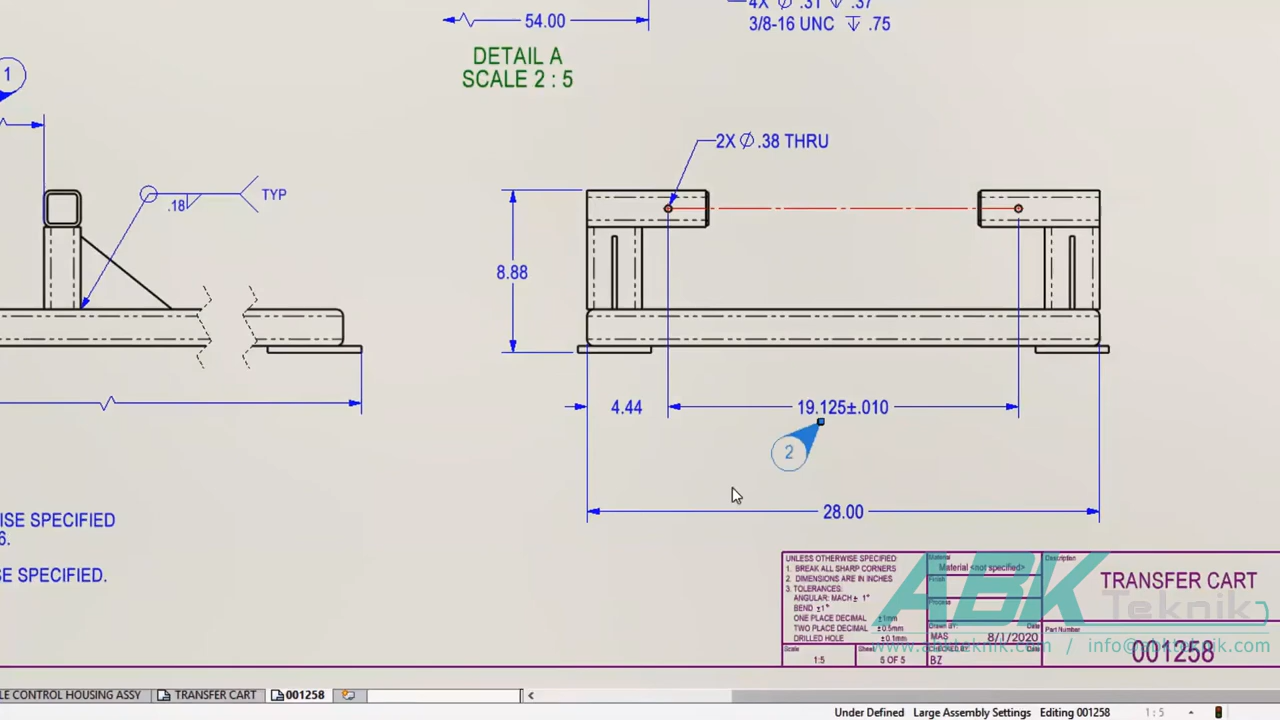 4X Ø .31 ↧ .37
54.00
3/8-16 UNC ↧ .75
DETAIL A
SCALE 2 : 5
1
2X Ø .38 THRU
.18
TYP
8.88
4.44
19.125±.010
2
28.00
ISE SPECIFIED
6.
SE SPECIFIED.
UNLESS OTHERWISE SPECIFIED
1. BREAK ALL SHARP CORNERS
2. DIMENSIONS ARE IN INCHES
3. TOLERANCES:
ANGULAR: MACH ± 1°
BEND ±1°
ONE PLACE DECIMAL ±1mm
TWO PLACE DECIMAL ±0.5mm
DRILLED HOLE ±0.1mm
Material
Material <not specified>
Finish
Process
Drawn BY: Date
MAS 8/1/2020
CHECKED BY: Date
BZ
Scale
1:5
Sheet
5 OF 5
Description
TRANSFER CART
Part Number
001258
ABK
Teknik
www.abkteknik.com / info@abkteknik.com
LE CONTROL HOUSING ASSY
TRANSFER CART
001258
Under Defined Large Assembly Settings Editing 001258 1 : 5